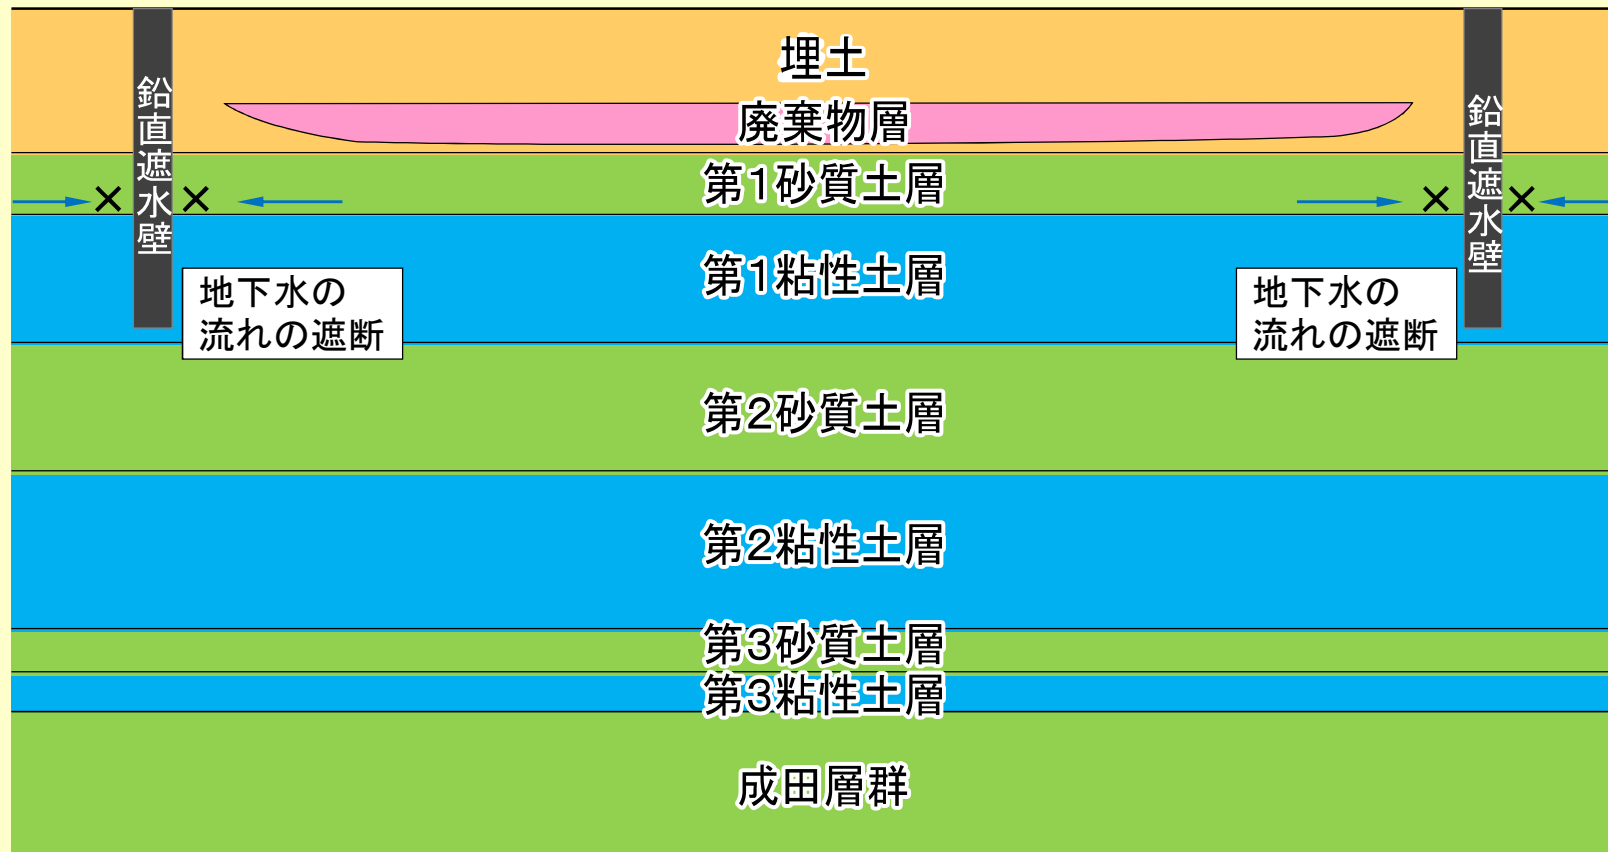 埋土
廃棄物層
第1砂質土層
第1粘性土層
第2砂質土層
第2粘性土層
第3砂質土層
第3粘性土層
成田層群
鉛直遮水壁
地下水の
流れの遮断
鉛直遮水壁
地下水の
流れの遮断